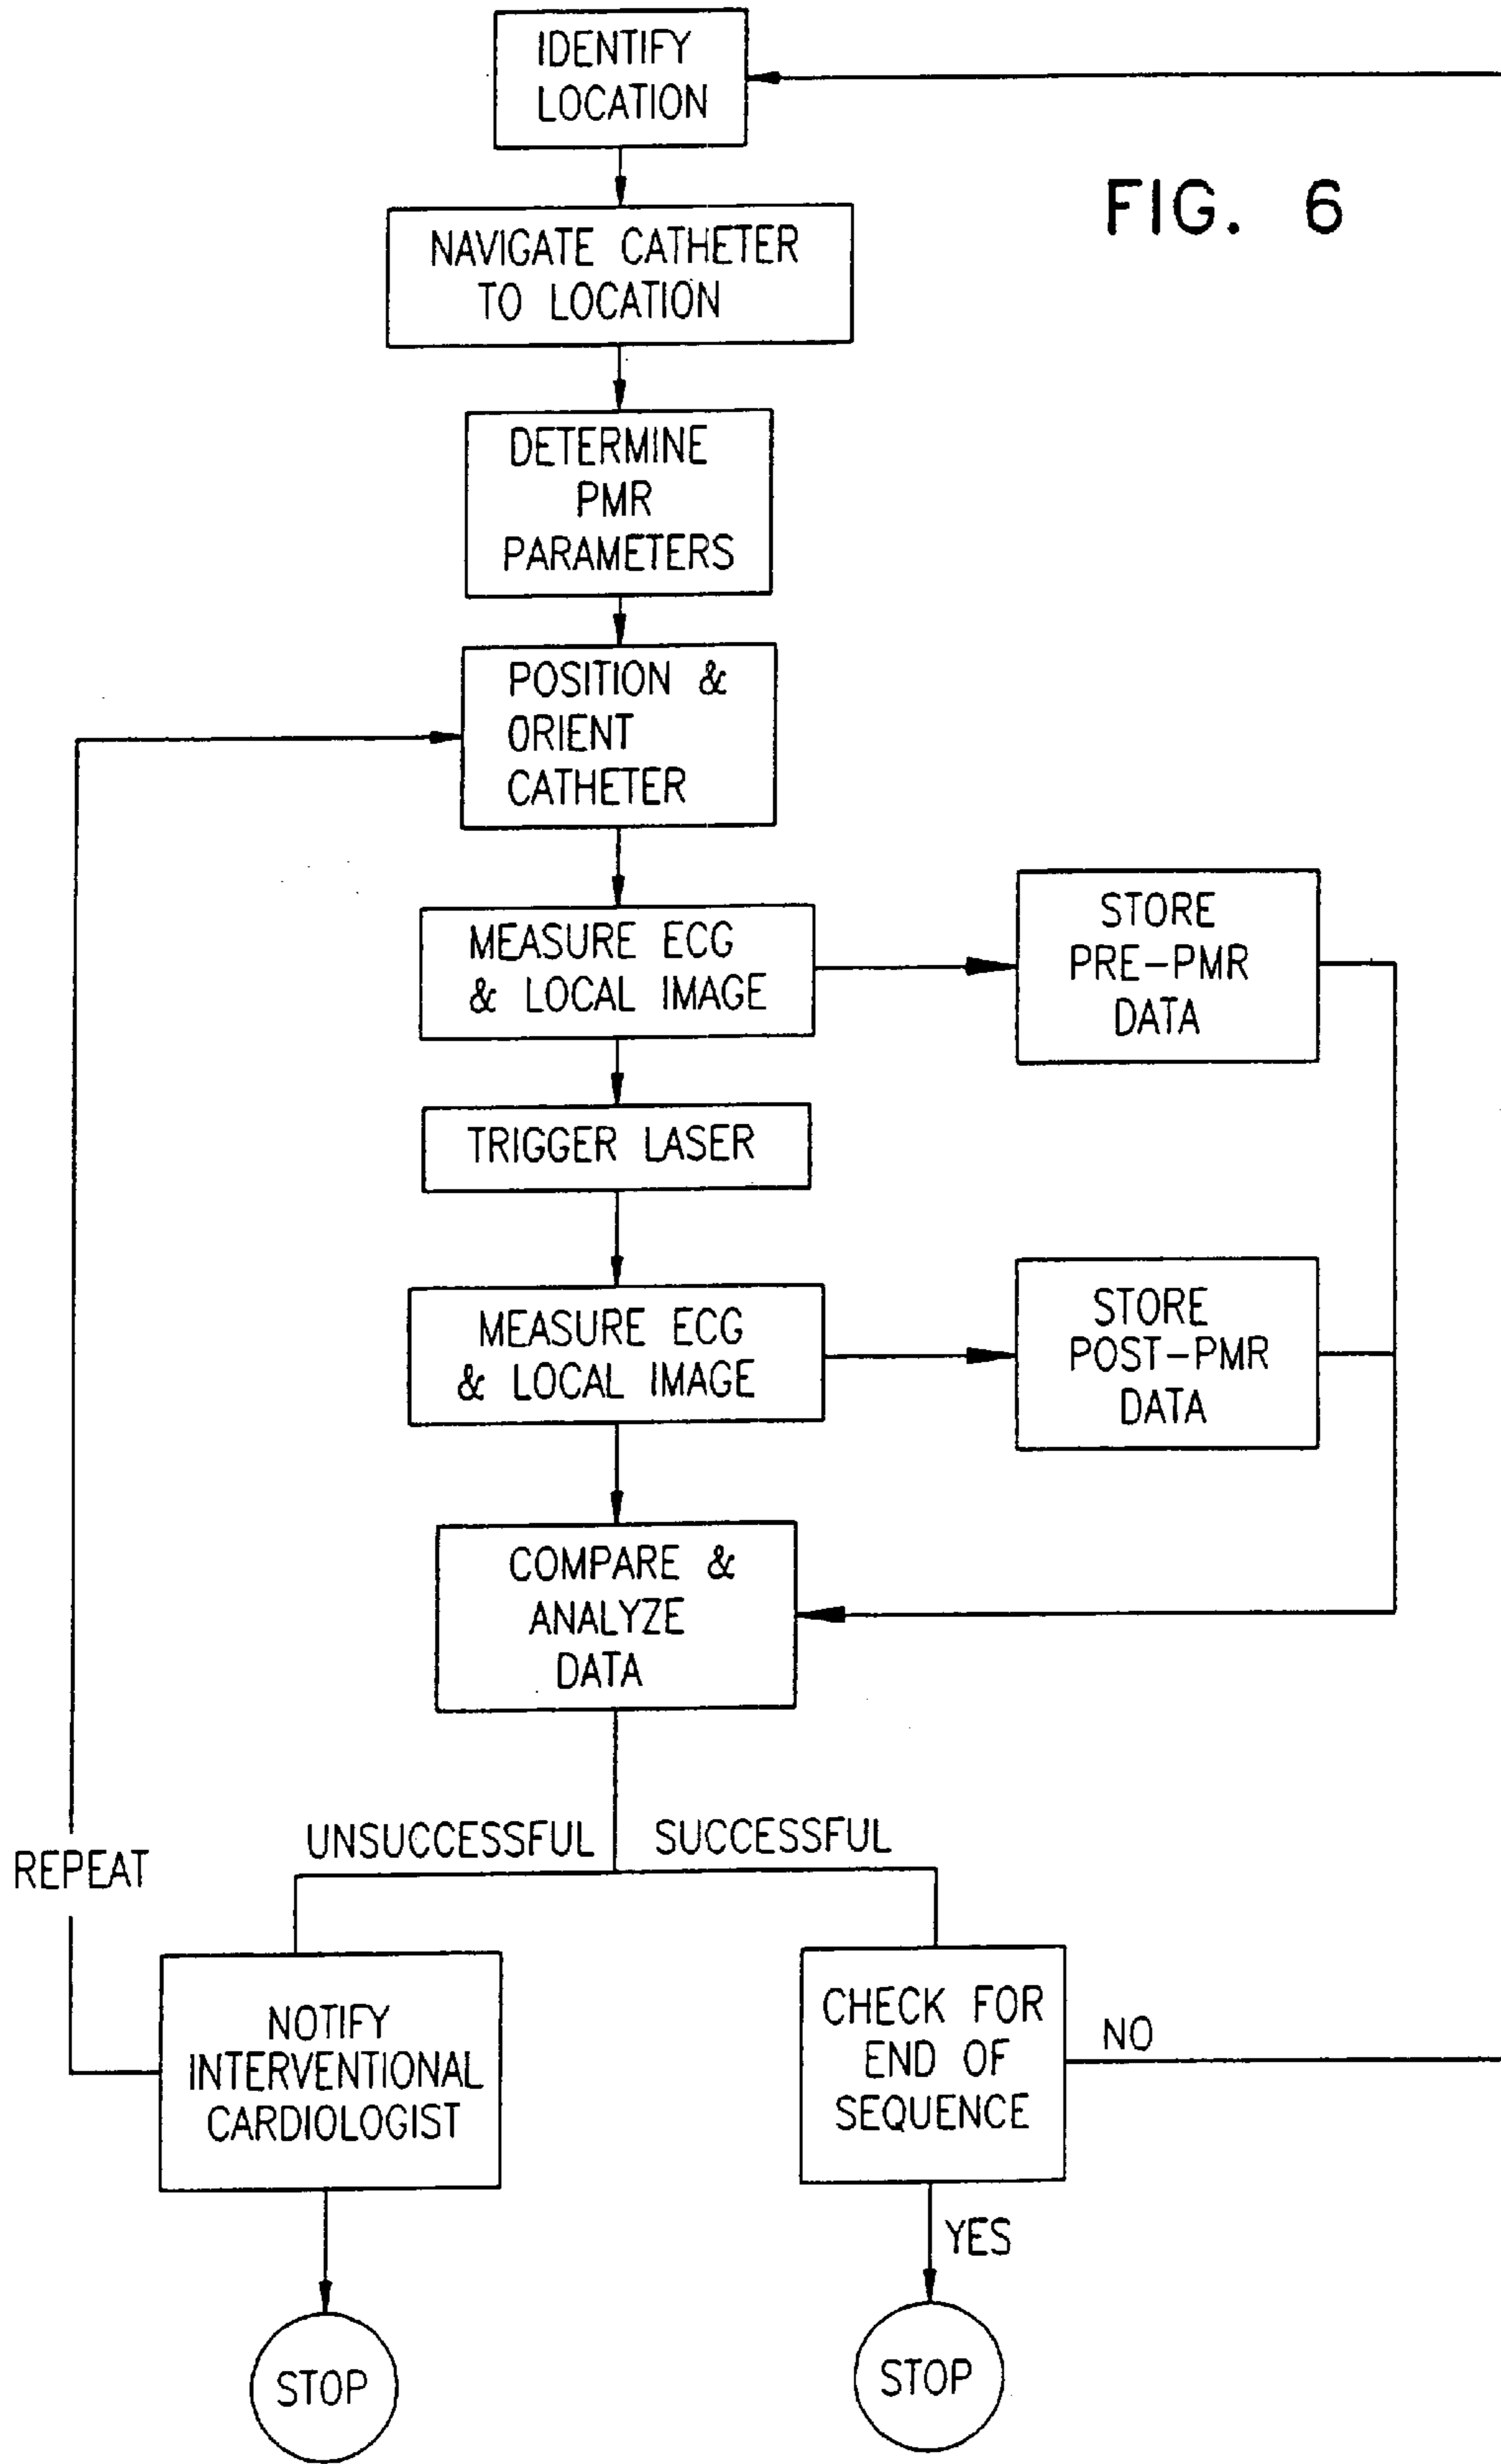 IDENTIFY
LOCATION
FIG. 6
NAVIGATE CATHETER
TO LOCATION
DETERMINE
PMR
PARAMETERS
POSITION &
ORIENT
CATHETER
MEASURE ECG
& LOCAL IMAGE
STORE
PRE-PMR
DATA
TRIGGER LASER
MEASURE ECG
& LOCAL IMAGE
STORE
POST-PMR
DATA
COMPARE &
ANALYZE
DATA
UNSUCCESSFUL
SUCCESSFUL
REPEAT
NOTIFY
INTERVENTIONAL
CARDIOLOGIST
CHECK FOR
END OF
SEQUENCE
NO
YES
STOP
STOP